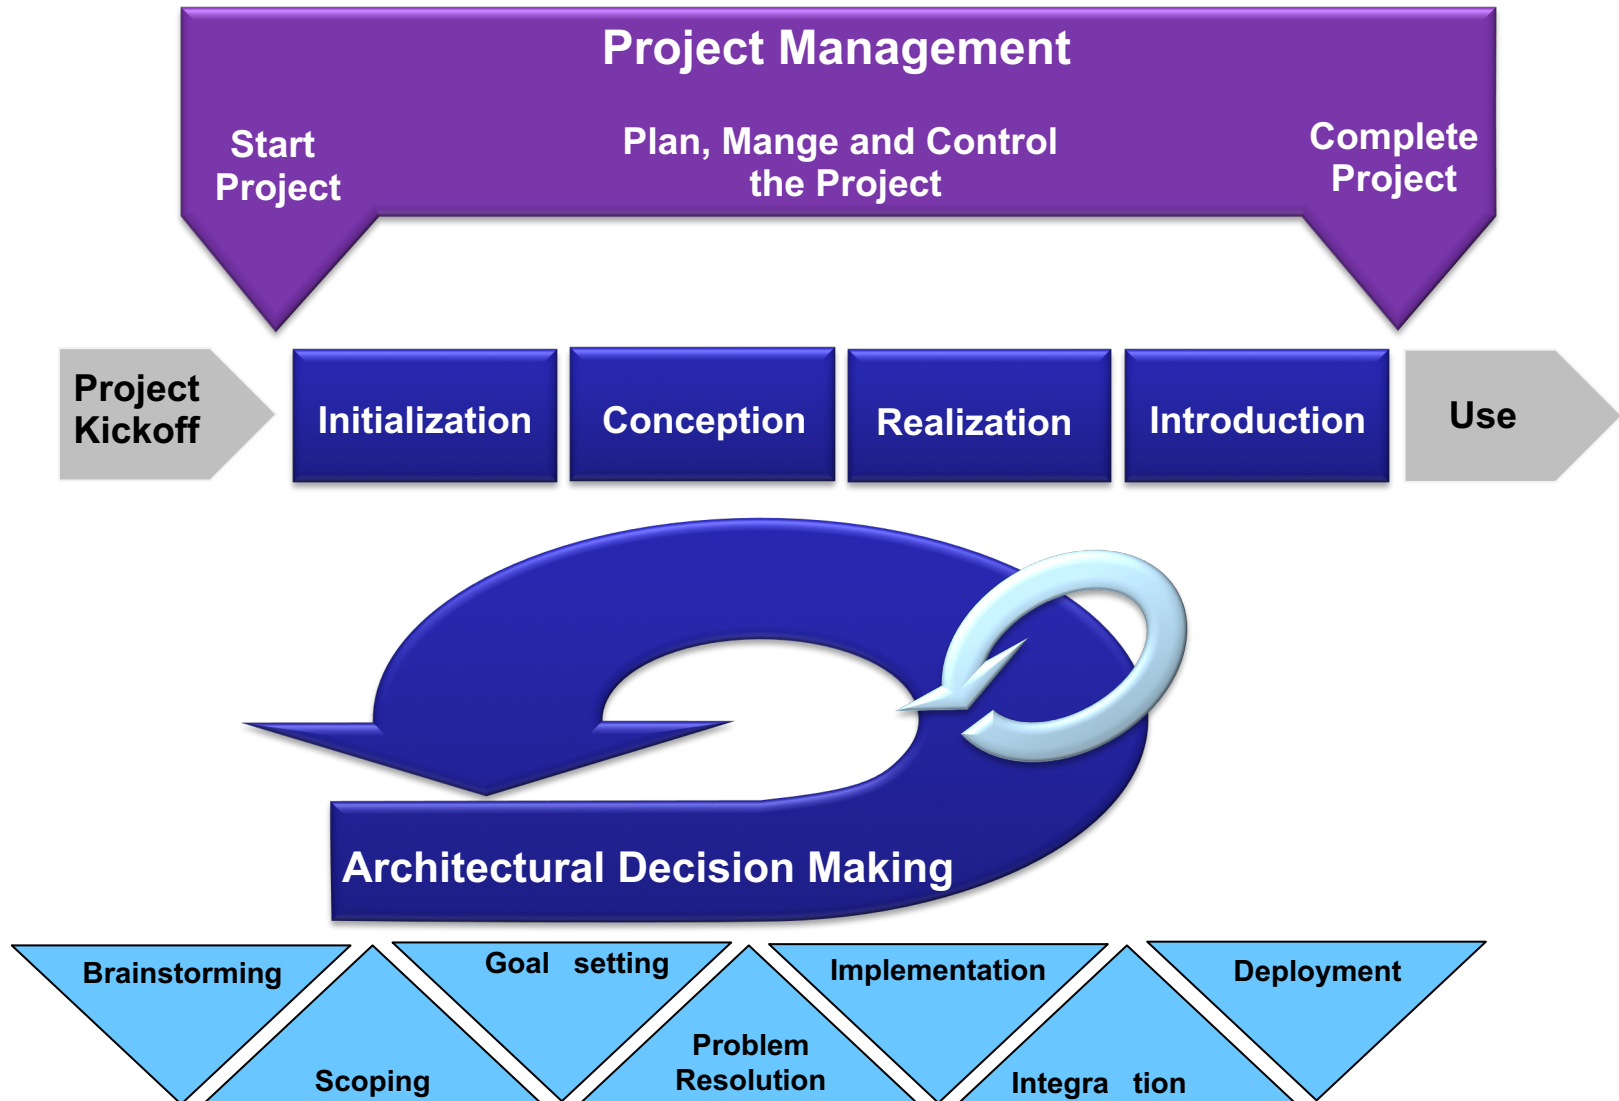 Project Management
Start
Project
Plan, Mange and Control
the Project
Complete
Project
Project
Kickoff
Initialization
Conception
Realization
Introduction
Use
Architectural Decision Making
Brainstorming
Goal setting
Implementation
Deployment
Scoping
Problem
Resolution
Integra tion